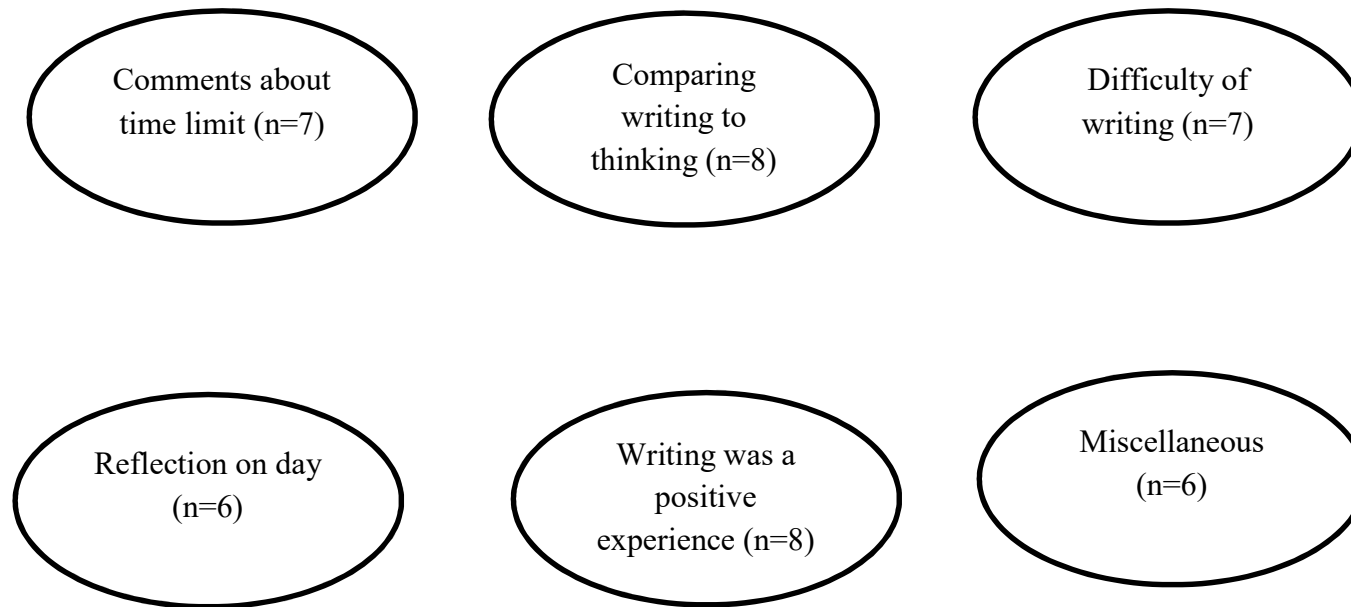 Comments about
time limit (n=7)
Comparing
writing to
thinking (n=8)
Difficulty of
writing (n=7)
Reflection on day
(n=6)
Writing was a
positive
experience (n=8)
Miscellaneous
(n=6)